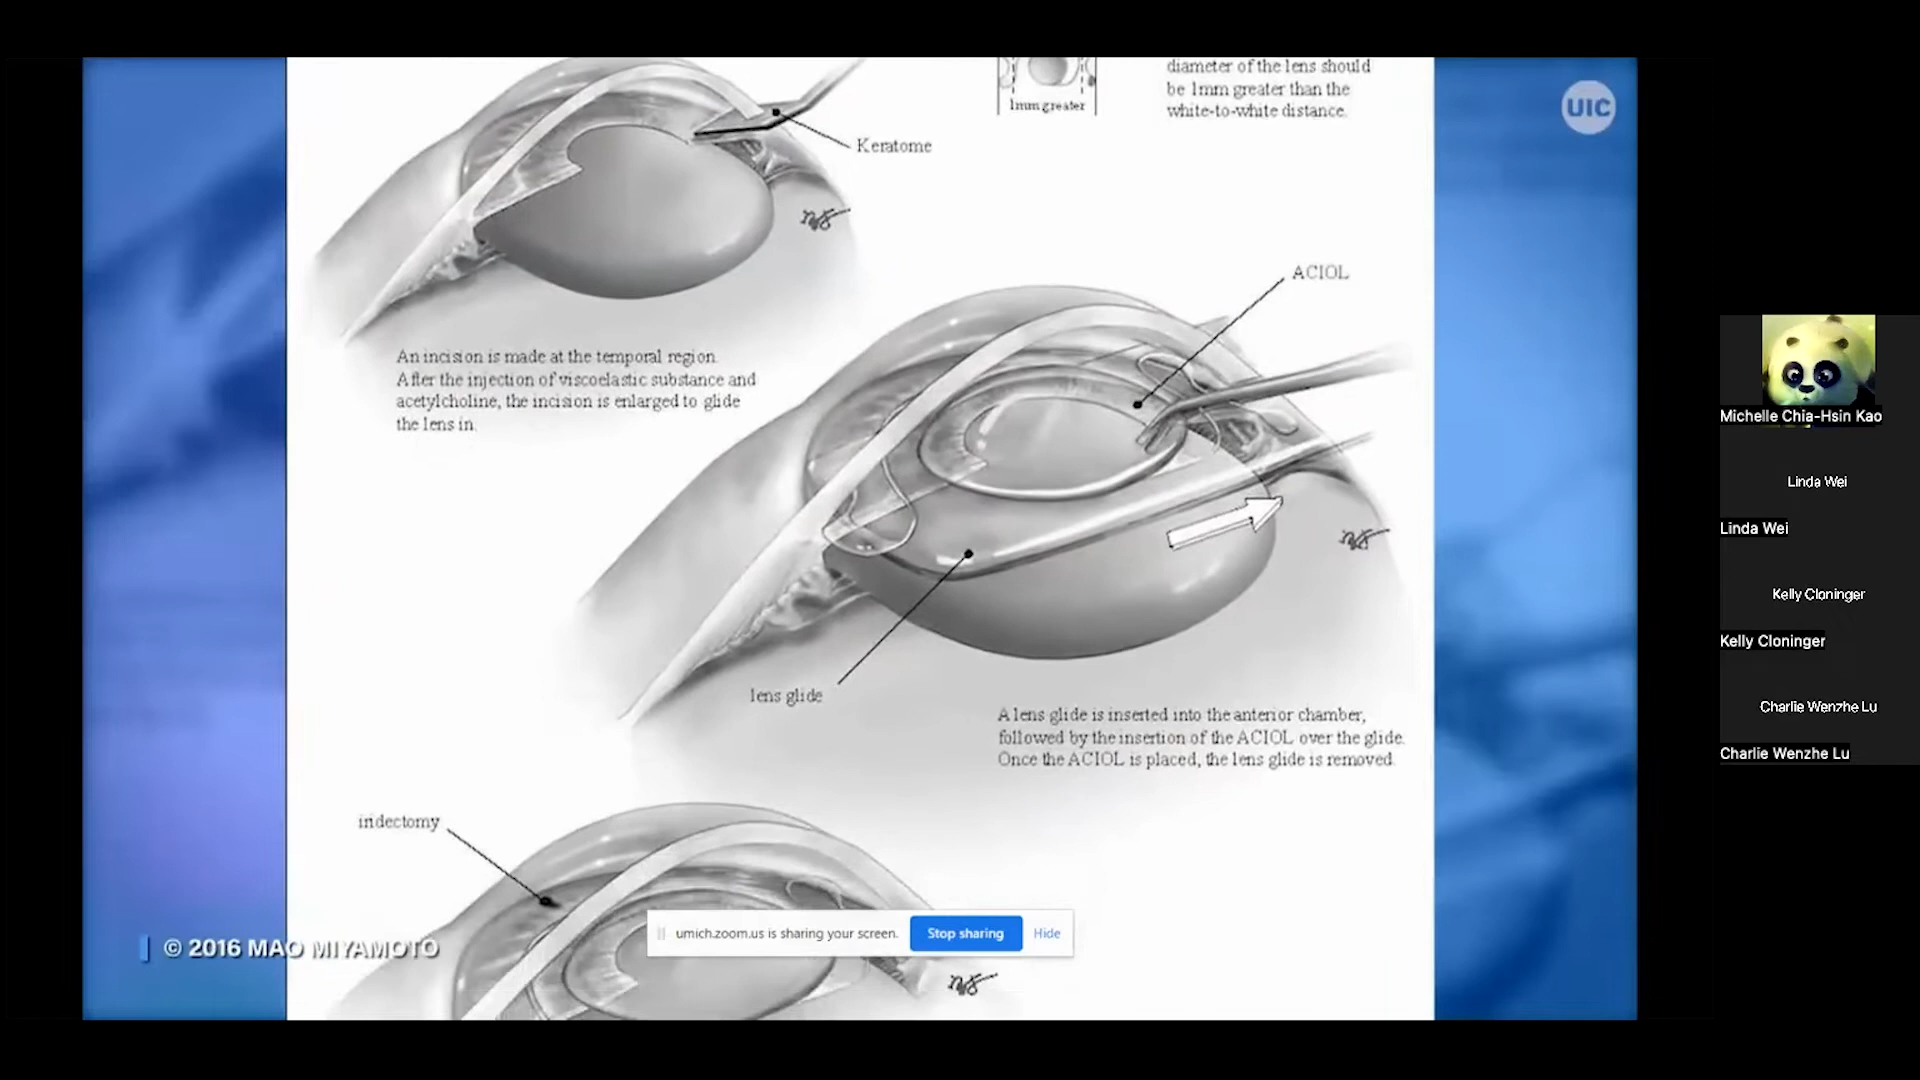 diameter of the lens should
be 1mm greater than the
white-to-white distance.
1mm greater
UIC
Keratome
ACIOL
An incision is made at the temporal region.
After the injection of viscoelastic substance and
acetylcholine, the incision is enlarged to glide
the lens in.
lens glide
A lens glide is inserted into the anterior chamber,
followed by the insertion of the ACIOL over the glide.
Once the ACIOL is placed, the lens glide is removed.
iridectomy
© 2016 MAO MIYAMOTO
umich.zoom.us is sharing your screen.
Stop sharing
Hide
Michelle Chia-Hsin Kao
Linda Wei
Linda Wei
Kelly Cloninger
Kelly Cloninger
Charlie Wenzhe Lu
Charlie Wenzhe Lu